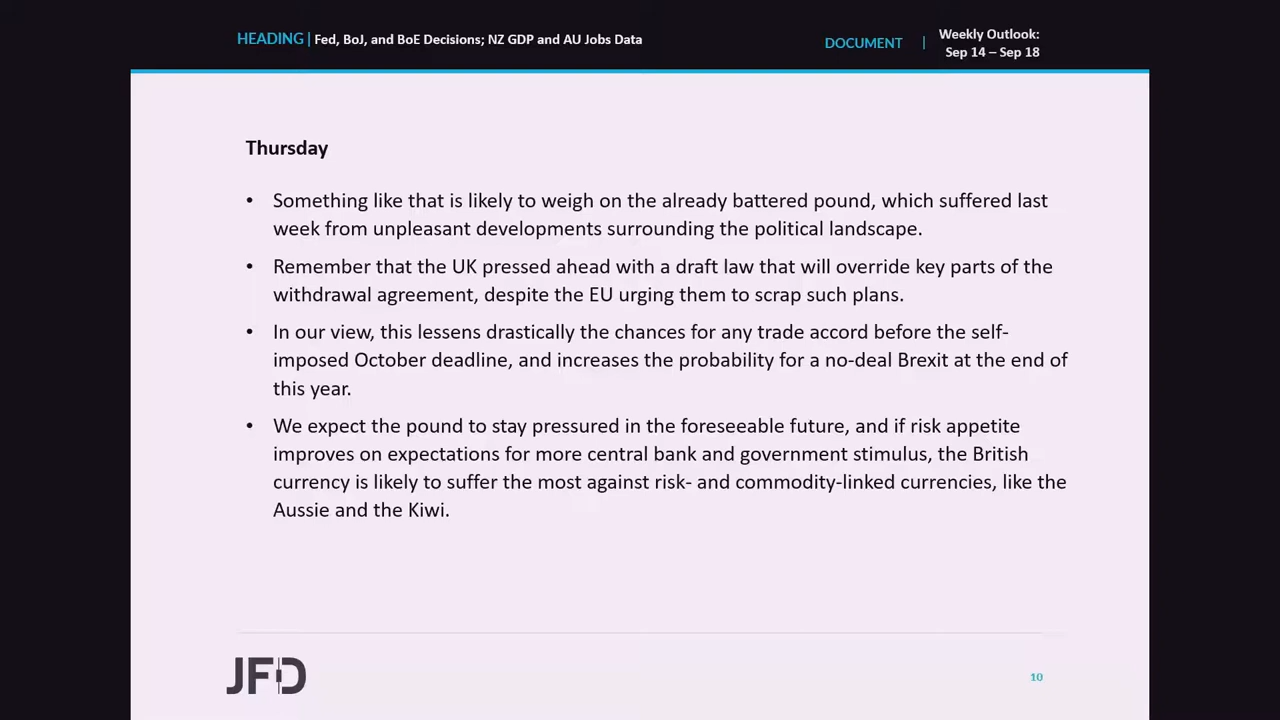 HEADING | Fed, BoJ, and BoE Decisions; NZ GDP and AU Jobs Data
DOCUMENT | Weekly Outlook:
Sep 14 – Sep 18
Thursday
• Something like that is likely to weigh on the already battered pound, which suffered last
week from unpleasant developments surrounding the political landscape.
• Remember that the UK pressed ahead with a draft law that will override key parts of the
withdrawal agreement, despite the EU urging them to scrap such plans.
• In our view, this lessens drastically the chances for any trade accord before the self-
imposed October deadline, and increases the probability for a no-deal Brexit at the end of
this year.
• We expect the pound to stay pressured in the foreseeable future, and if risk appetite
improves on expectations for more central bank and government stimulus, the British
currency is likely to suffer the most against risk- and commodity-linked currencies, like the
Aussie and the Kiwi.
JFD
10